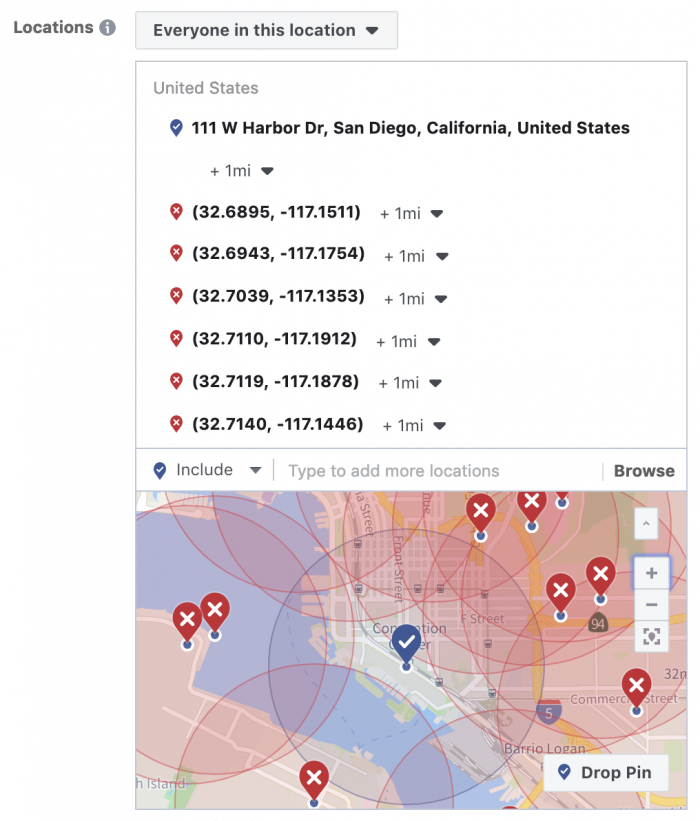 Locations
Everyone in this location
United States
111 W Harbor Dr, San Diego, California, United States
+ 1mi
(32.6895, -117.1511) + 1mi
(32.6943, -117.1754) + 1mi
(32.7039, -117.1353) + 1mi
(32.7110, -117.1912) + 1mi
(32.7119, -117.1878) + 1mi
(32.7140, -117.1446) + 1mi
Include
Type to add more locations
Browse
Street
Front Street
F Street
94
32n
Commerc Street
5
Barrio Logan
Drop Pin
h Island